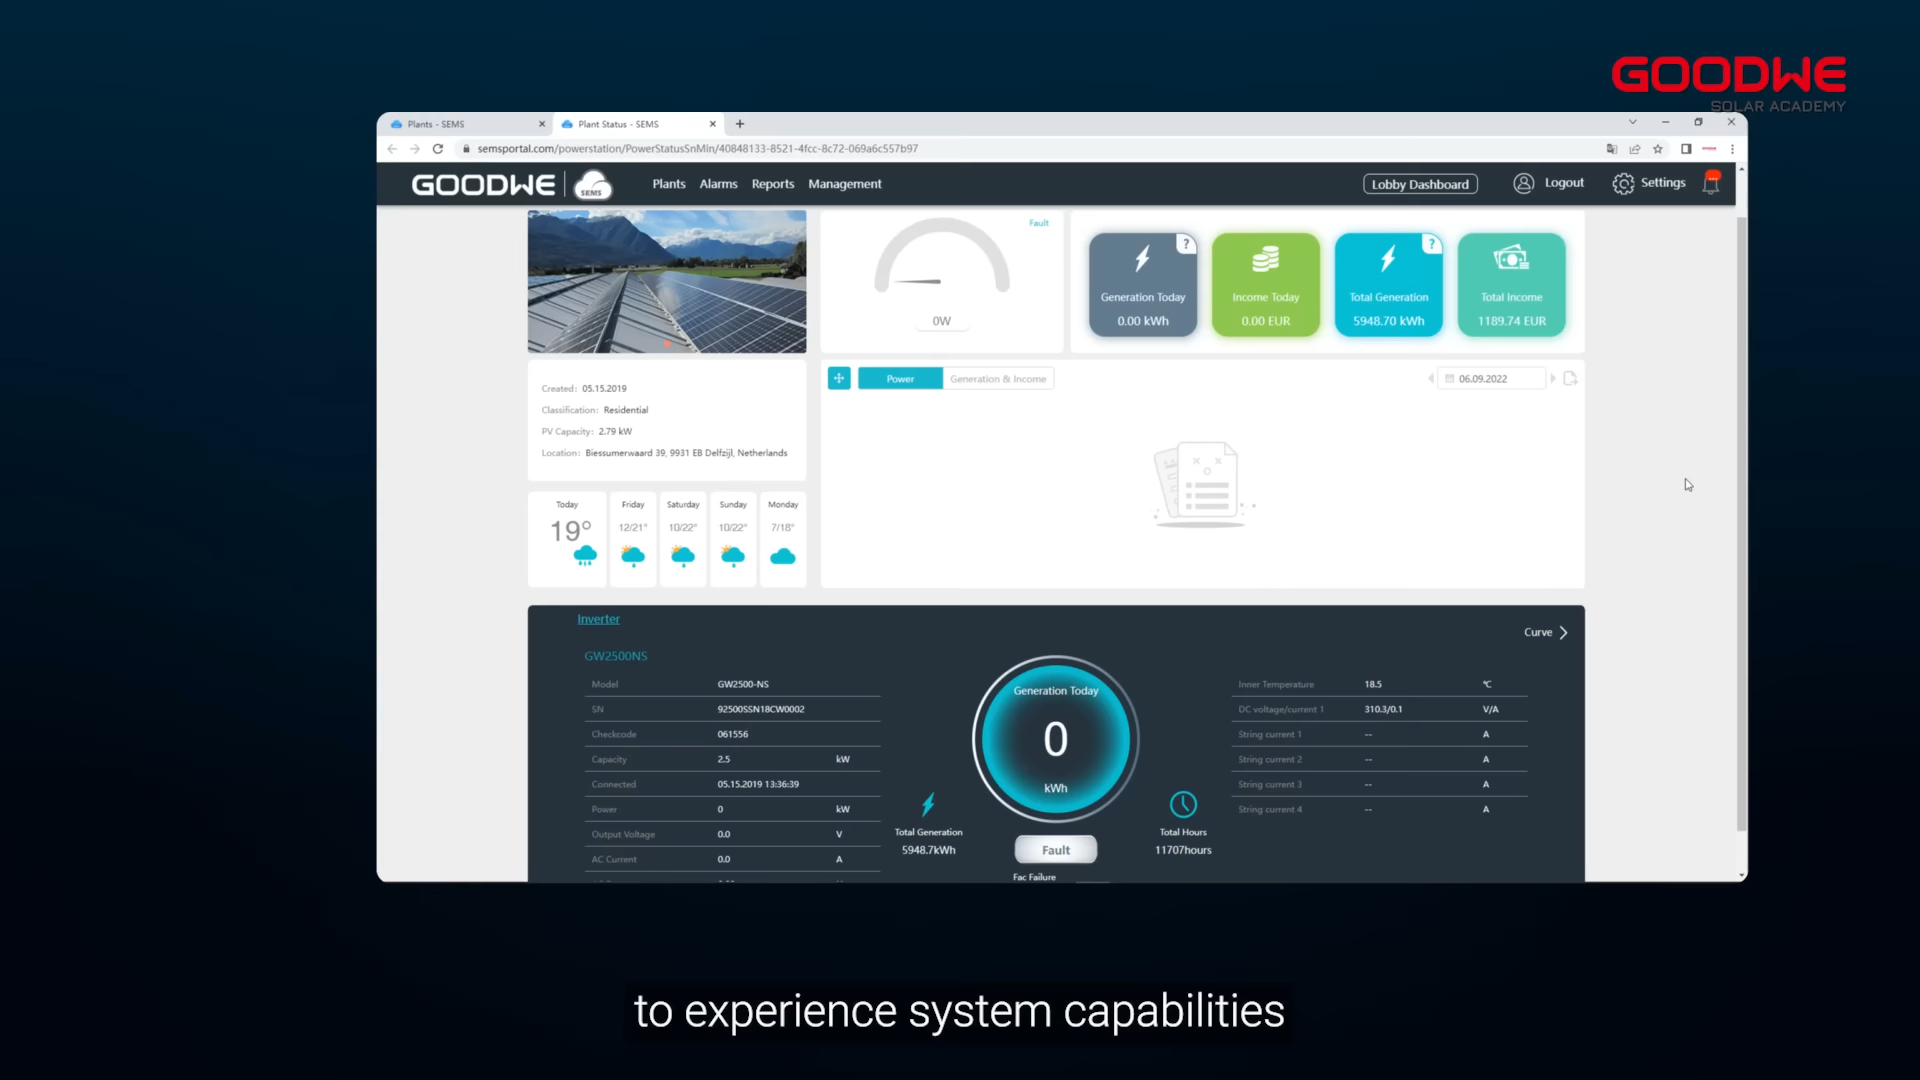 GOODWE
SOLAR ACADEMY
Plants - SEMS
Plant Status - SEMS
semsportal.com/powerstation/PowerStatusSnMin/40848133-8521-4fcc-8c72-069a6c557b97
GOODWE SEMS Plants Alarms Reports Management Lobby Dashboard Logout Settings
Fault
0W
? ?
Generation Today Income Today Total Generation Total Income
0.00 kWh 0.00 EUR 5948.70 kWh 1189.74 EUR
Created: 05.15.2019
Classification: Residential
PV Capacity: 2.79 kW
Location: Biessumerwaard 39, 9931 EB Delfzijl, Netherlands
Power Generation & Income 06.09.2022
Today Friday Saturday Sunday Monday
19° 12/21° 10/22° 10/22° 7/18°
Inverter
Curve
GW2500NS
Model GW2500-NS
SN 92500SSN18CW0002
Checkcode 061556
Capacity 2.5 kW
Connected 05.15.2019 13:36:39
Power 0 kW
Output Voltage 0.0 V
AC Current 0.0 A
Generation Today
0
kWh
Total Generation
5948.7kWh
Fault
Fac Failure
Total Hours
11707hours
Inner Temperature 18.5 ℃
DC voltage/current 1 310.3/0.1 V/A
String current 1 -- A
String current 2 -- A
String current 3 -- A
String current 4 -- A
to experience system capabilities